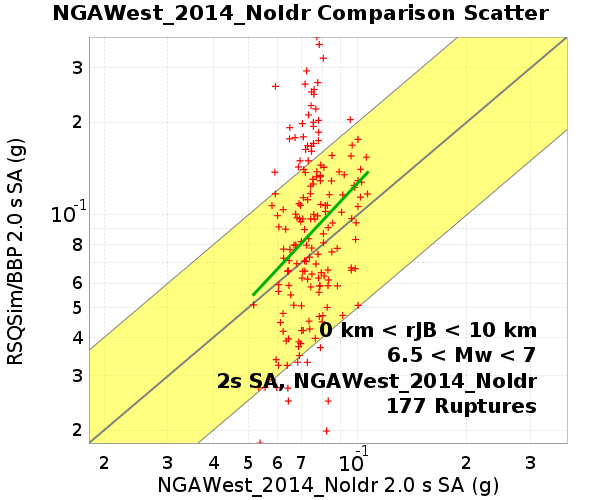 NGAWest_2014_NoIdr Comparison Scatter
RSQSim/BBP 2.0 s SA (g)
3
2
10⁻¹
8
6
5
4
3
2
0 km < rJB < 10 km
6.5 < Mw < 7
2s SA, NGAWest_2014_NoIdr
177 Ruptures
2 3 4 5 6 7 10⁻¹ 2 3
NGAWest_2014_NoIdr 2.0 s SA (g)